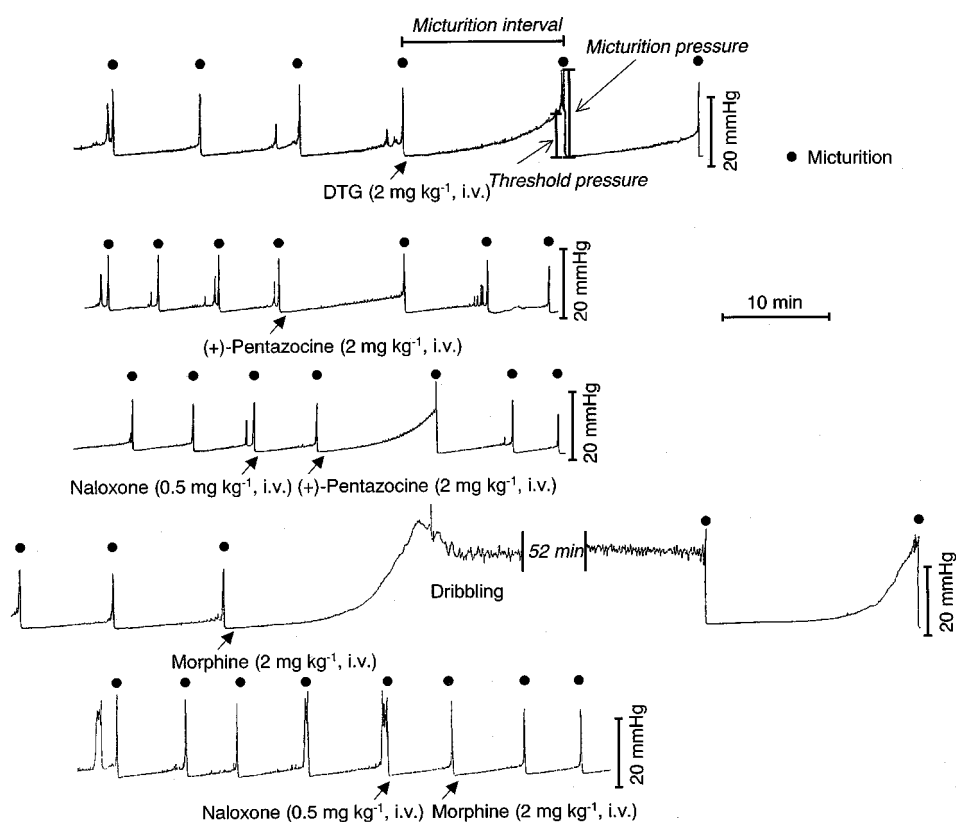 Micturition interval
Micturition pressure
20 mmHg
● Micturition
Threshold pressure
DTG (2 mg kg⁻¹, i.v.)
20 mmHg
10 min
(+)-Pentazocine (2 mg kg⁻¹, i.v.)
20 mmHg
Naloxone (0.5 mg kg⁻¹, i.v.) (+)-Pentazocine (2 mg kg⁻¹, i.v.)
52 min
Dribbling
20 mmHg
Morphine (2 mg kg⁻¹, i.v.)
20 mmHg
Naloxone (0.5 mg kg⁻¹, i.v.) Morphine (2 mg kg⁻¹, i.v.)